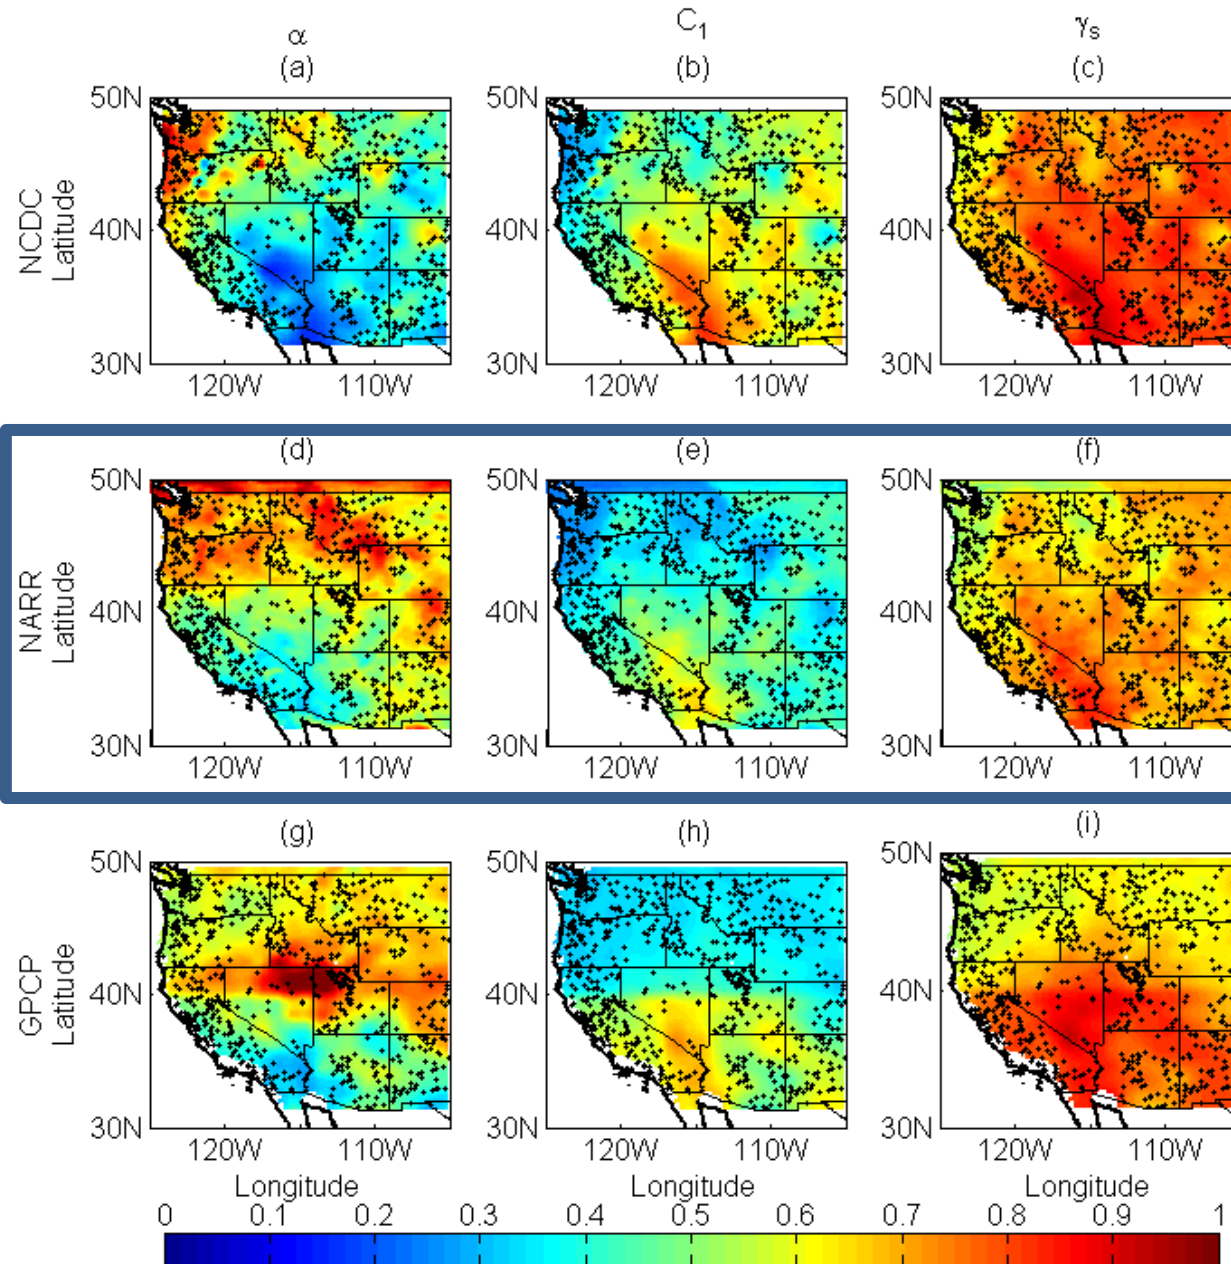 α C₁ γₛ
(a) (b) (c)
NCDC
Latitude
50N 50N 50N
40N 40N 40N
30N 30N 30N
120W 110W 120W 110W 120W 110W
(d) (e) (f)
NARR
Latitude
50N 50N 50N
40N 40N 40N
30N 30N 30N
120W 110W 120W 110W 120W 110W
(g) (h) (i)
GPCP
Latitude
50N 50N 50N
40N 40N 40N
30N 30N 30N
120W 110W 120W 110W 120W 110W
Longitude Longitude Longitude
0 0.1 0.2 0.3 0.4 0.5 0.6 0.7 0.8 0.9 1